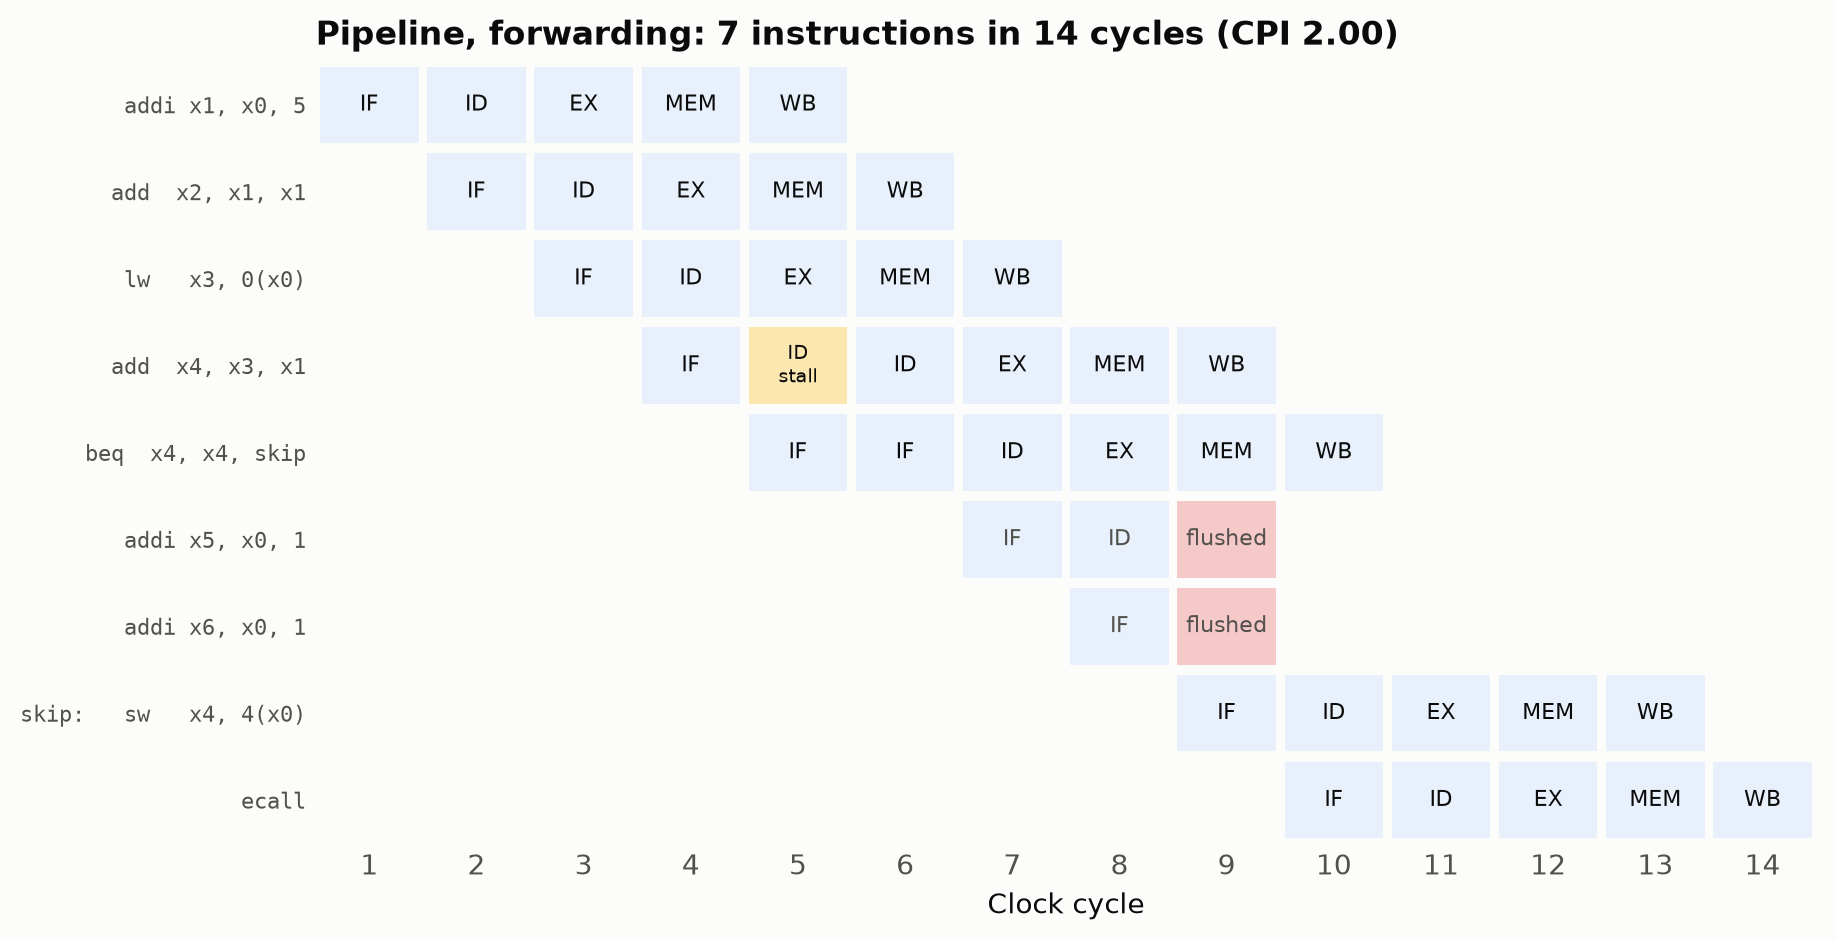 Pipeline, forwarding: 7 instructions in 14 cycles (CPI 2.00)
addi x1, x0, 5 IF ID EX MEM WB
add  x2, x1, x1 IF ID EX MEM WB
lw   x3, 0(x0) IF ID EX MEM WB
add  x4, x3, x1 IF ID stall ID EX MEM WB
beq  x4, x4, skip IF IF ID EX MEM WB
addi x5, x0, 1 IF ID flushed
addi x6, x0, 1 IF flushed
skip:   sw   x4, 4(x0) IF ID EX MEM WB
ecall IF ID EX MEM WB
1 2 3 4 5 6 7 8 9 10 11 12 13 14
Clock cycle